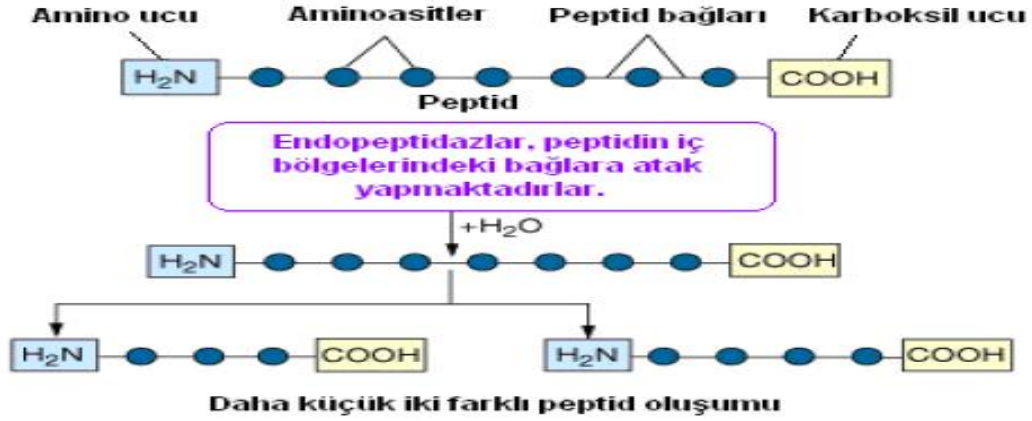 Amino ucu Aminoasitler Peptid bağları Karboksil ucu
H₂N COOH
Peptid
Endopeptidazlar, peptidin iç
bölgelerindeki bağlara atak
yapmaktadırlar.
+H₂O
H₂N COOH
H₂N COOH H₂N COOH
Daha küçük iki farklı peptid oluşumu